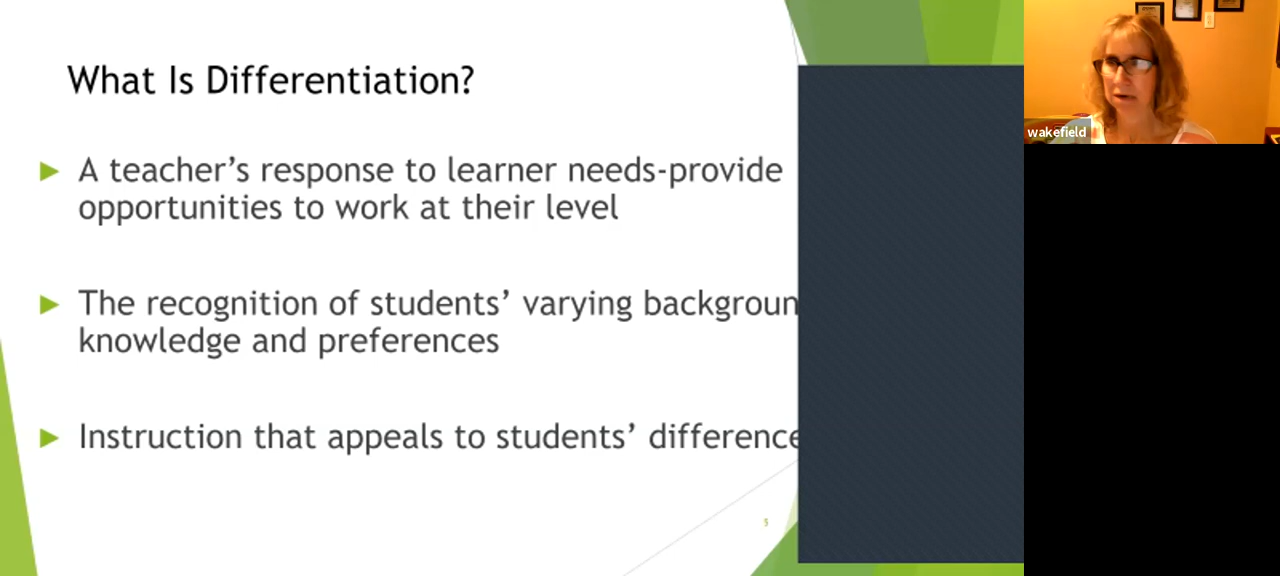 What Is Differentiation?
A teacher's response to learner needs-provide
opportunities to work at their level
The recognition of students' varying backgroun
knowledge and preferences
Instruction that appeals to students' difference
5
wakefield